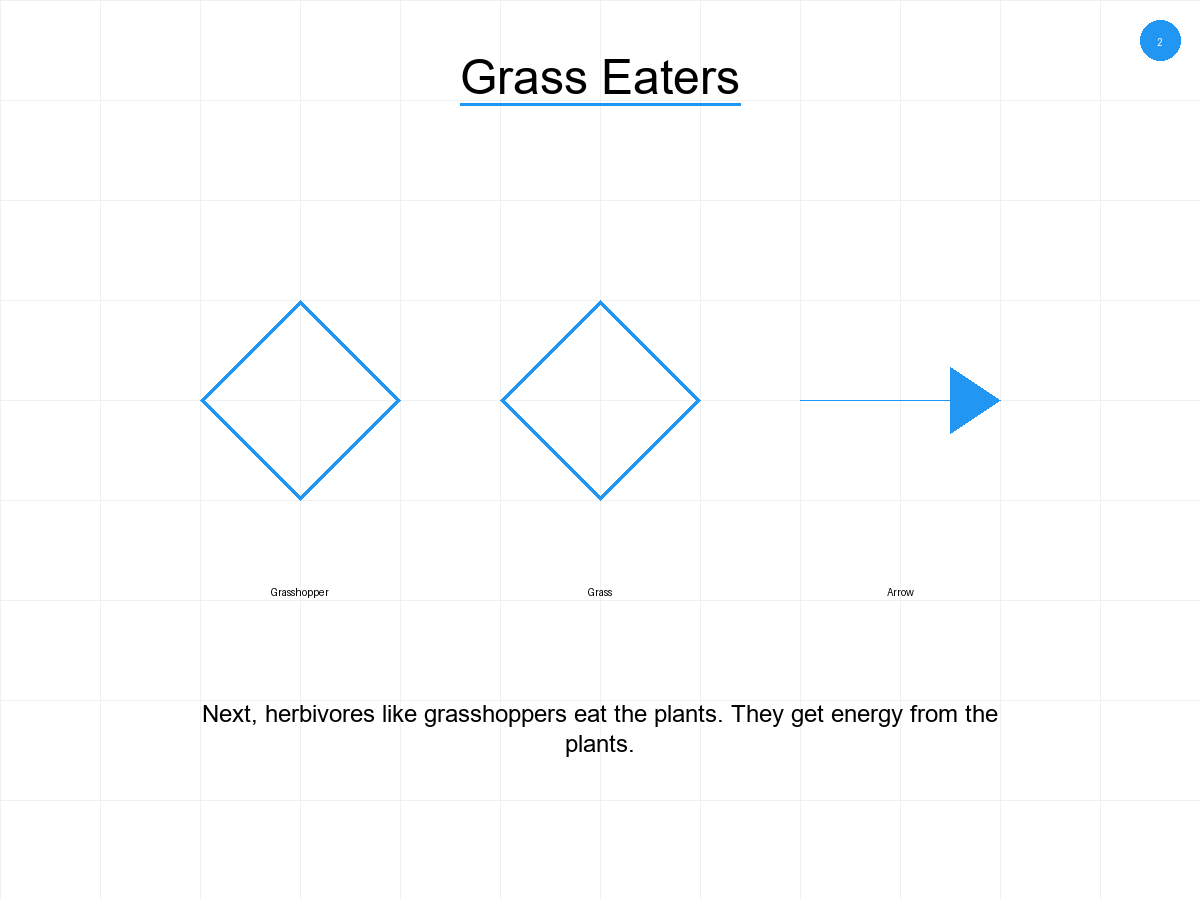 2
Grass Eaters
Grasshopper
Grass
Arrow
Next, herbivores like grasshoppers eat the plants. They get energy from the
plants.